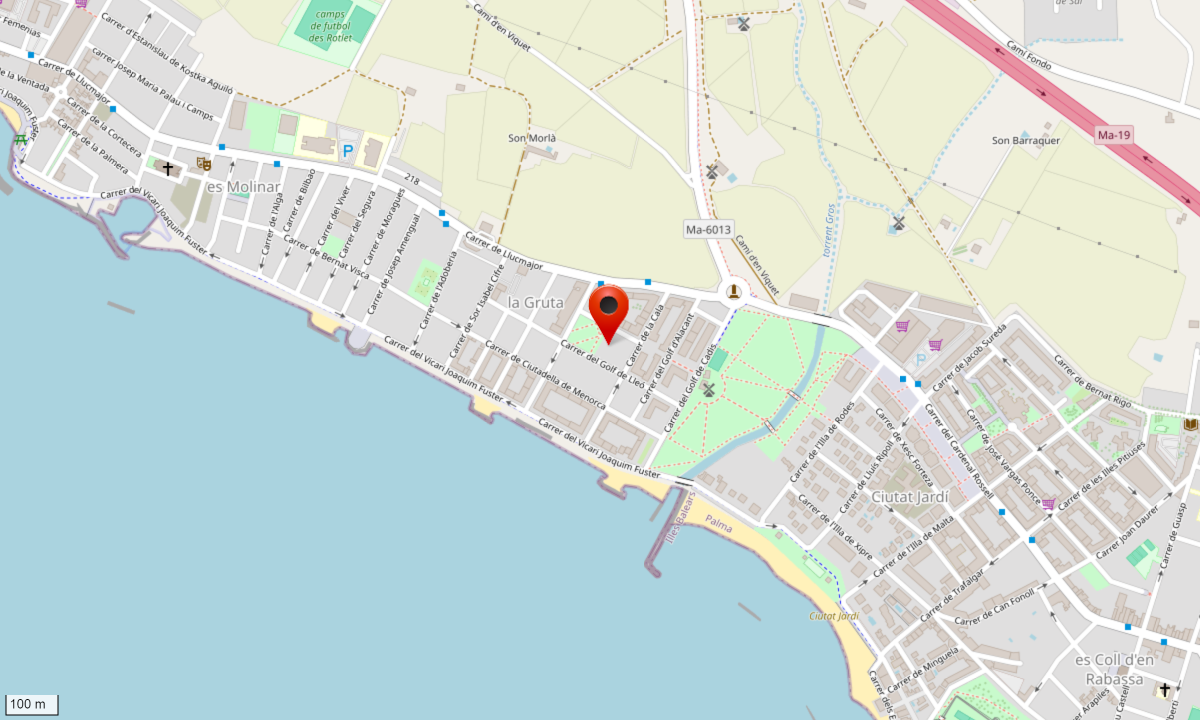 camps
de futbol
des Rotlet
Femenias
Carrer d'Estanislau de Kostka Aguiló
carrer Josep Maria Palau i Camps
Carrer de Llucmajor
de la Ventada
Carrer de la Cortecera
Carrer de la Palmera
ri Joaquim Fuster
P
Camí d'en Viquet
Camí d'en Viquet
Camí Fondo
de Sal
Ma-19
Son Morlà
Son Barraquer
218
es Molinar
Carrer del Vicari Joaquim Fuster
Carrer de l'Alga
Carrer de Bilbao
Carrer del Viver
Carrer del Segura
Carrer de Moragues
Carrer de Josep Amengual
Carrer de Bernat Visca
Carrer de l'Adoberia
Carrer de Sor Isabel Cifre
Carrer de Llucmajor
Ma-6013
Camí d'en Viquet
torrent Gros
la Gruta
Carrer de la Cala
Carrer del Golf d'Alacant
Carrer del Golf de Cadis
Carrer del Golf de Lleó
Carrer de Ciutadella de Menorca
Carrer del Vicari Joaquim Fuster
Carrer del Vicari Joaquim Fuster
P
Carrer de Jacob Sureda
Carrer de Bernat Rigo
Carrer de l'Illa de Rodes
Carrer de Xesc Forteza
Carrer de Lluís Ripoll
Carrer del Cardenal Rossell
Carrer de José Vargas Ponce
Carrer de les Illes Pitiüses
Ciutat Jardí
Carrer de l'Illa de Xipre
Carrer de l'Illa de Malta
Carrer Joan Daurer
Carrer de Guasp
Illes Balears
Palma
Carrer de Trafalgar
Carrer de Can Fonoll
Ciutat Jardí
Carrer de Minguela
es Coll d'en
Rabassa
Carrer dels E
er Arapiles
Castell
100 m